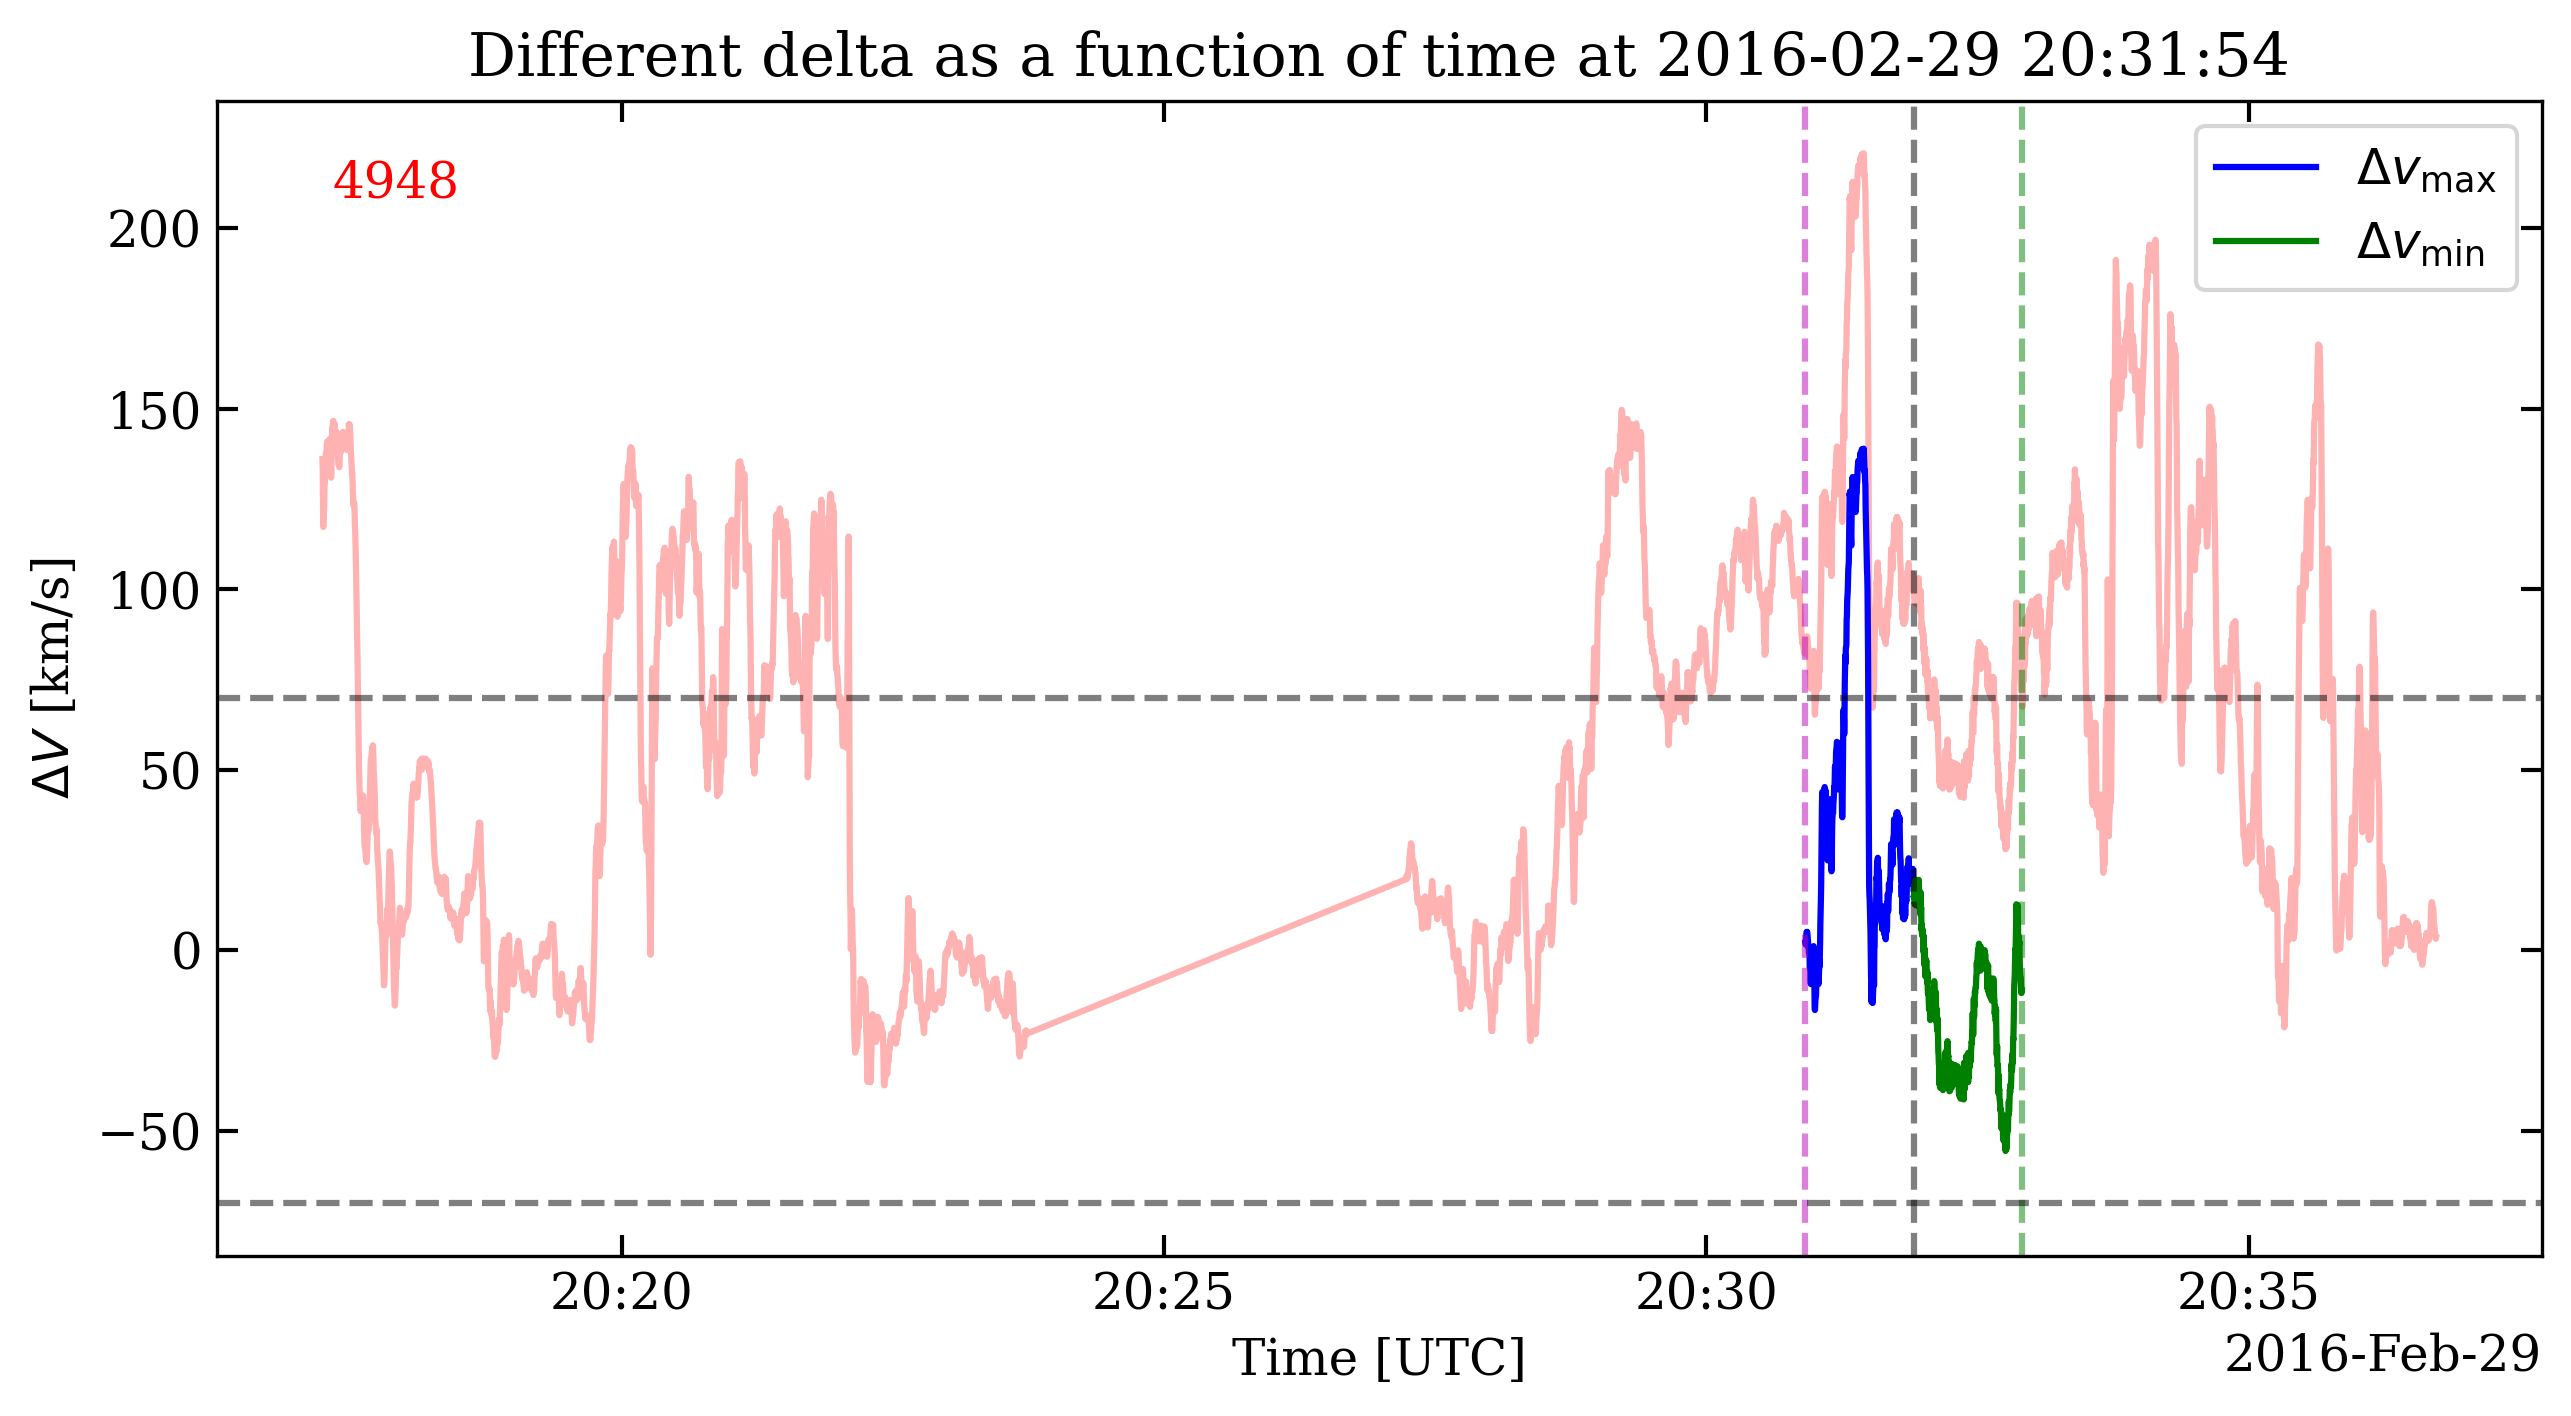 Different delta as a function of time at 2016-02-29 20:31:54
4948
Δv_max
Δv_min
200
150
100
50
0
−50
ΔV [km/s]
20:20 20:25 20:30 20:35
Time [UTC]
2016-Feb-29